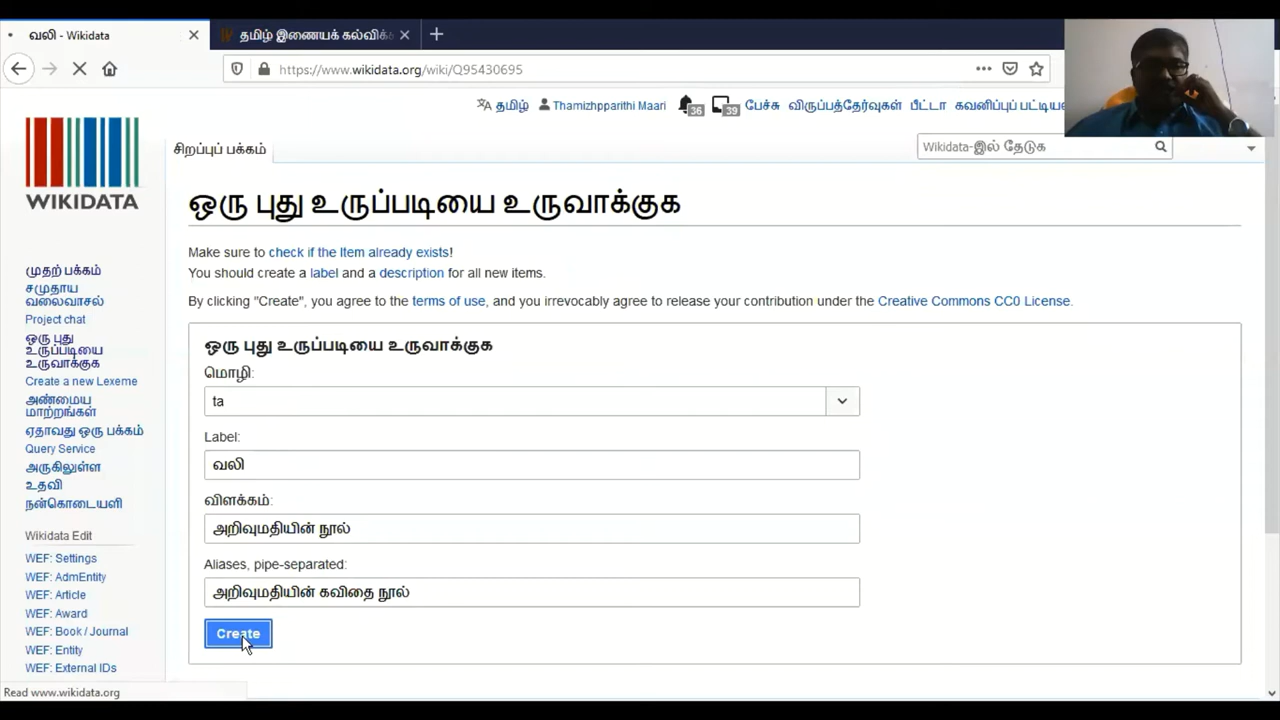 வலி - Wikidata
தமிழ் இணையக் கல்விக்
https://www.wikidata.org/wiki/Q95430695
தமிழ் Thamizhpparithi Maari 36 39 பேச்சு விருப்பத்தேர்வுகள் பீட்டா கவனிப்புப் பட்டிய
சிறப்புப் பக்கம்
Wikidata-இல் தேடுக
WIKIDATA
ஒரு புது உருப்படியை உருவாக்குக
Make sure to check if the Item already exists!
You should create a label and a description for all new items.
By clicking "Create", you agree to the terms of use, and you irrevocably agree to release your contribution under the Creative Commons CC0 License.
முதற் பக்கம்
சமுதாய
வலைவாசல்
Project chat
ஒரு புது
உருப்படியை
உருவாக்குக
Create a new Lexeme
அண்மைய
மாற்றங்கள்
ஏதாவது ஒரு பக்கம்
Query Service
அருகிலுள்ள
உதவி
நன்கொடையளி
Wikidata Edit
WEF: Settings
WEF: AdmEntity
WEF: Article
WEF: Award
WEF: Book / Journal
WEF: Entity
WEF: External IDs
ஒரு புது உருப்படியை உருவாக்குக
மொழி:
ta
Label:
வலி
விளக்கம்:
அறிவுமதியின் நூல்
Aliases, pipe-separated:
அறிவுமதியின் கவிதை நூல்
Create
Read www.wikidata.org